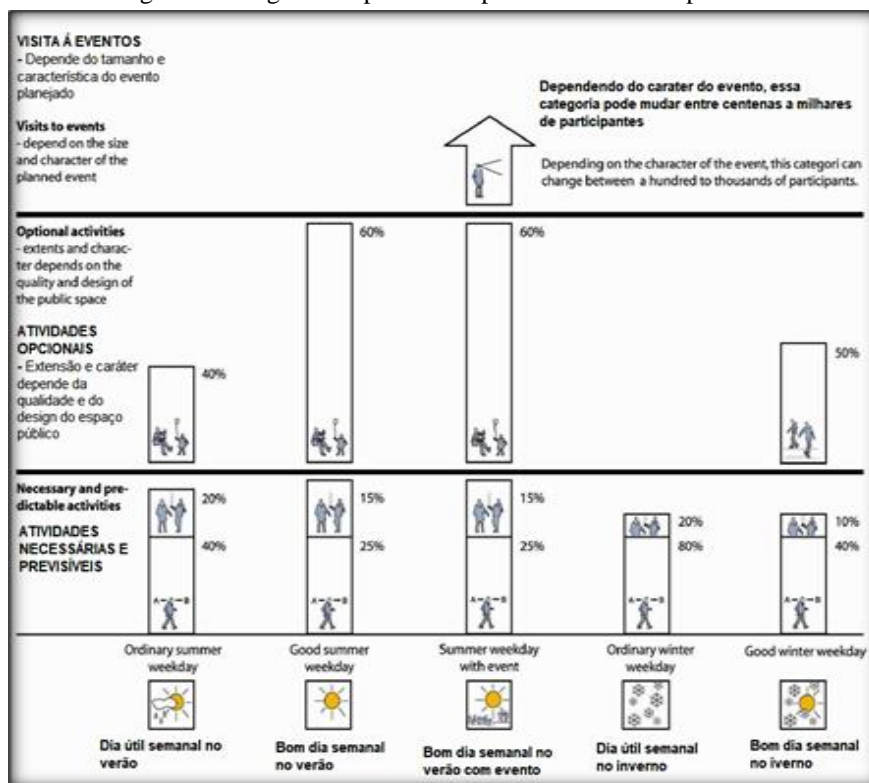 VISITA Á EVENTOS
- Depende do tamanho e
característica do evento
planejado
Visits to events
- depend on the size
and character of the
planned event
Dependendo do carater do evento, essa
categoria pode mudar entre centenas a milhares
de participantes
Depending on the character of the event, this categori can
change between a hundred to thousands of participants.
Optional activities
- extents and charac-
ter depends on the
quality and design of
the public space
ATIVIDADES
OPCIONAIS
- Extensão e caráter
depende da
qualidade e do
design do espaço
público
40%
60%
60%
50%
Necessary and pre-
dictable activities
ATIVIDADES
NECESSÁRIAS E
PREVISÍVEIS
20%
15%
15%
20%
10%
40%
25%
25%
80%
40%
A-C-B
A-C-B
A-C-B
A-C-B
A-C-B
Ordinary summer
weekday
Good summer
weekday
Summer weekday
with event
Ordinary winter
weekday
Good winter weekday
Dia útil semanal no
verão
Bom dia semanal
no verão
Bom dia semanal no
verão com evento
Dia útil semanal
no inverno
Bom dia semanal
no iverno